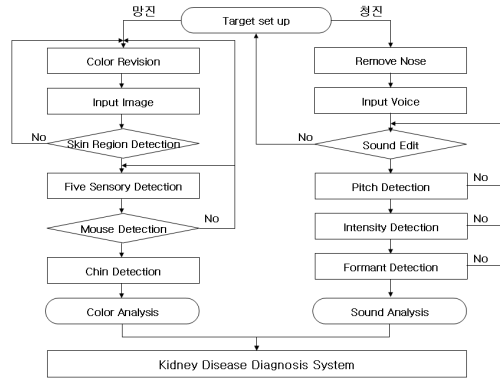 망진
Target set up
청진
Color Revision
Remove Nose
Input Image
Input Voice
No
Skin Region Detection
No
Sound Edit
Five Sensory Detection
Pitch Detection
No
Mouse Detection
No
Intensity Detection
No
Chin Detection
Formant Detection
No
Color Analysis
Sound Analysis
Kidney Disease Diagnosis System